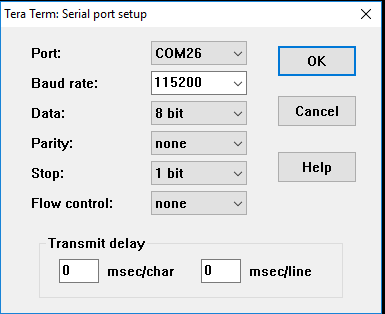 Tera Term: Serial port setup
Port: COM26 OK
Baud rate: 115200
Data: 8 bit Cancel
Parity: none
Stop: 1 bit Help
Flow control: none
Transmit delay
0 msec/char 0 msec/line